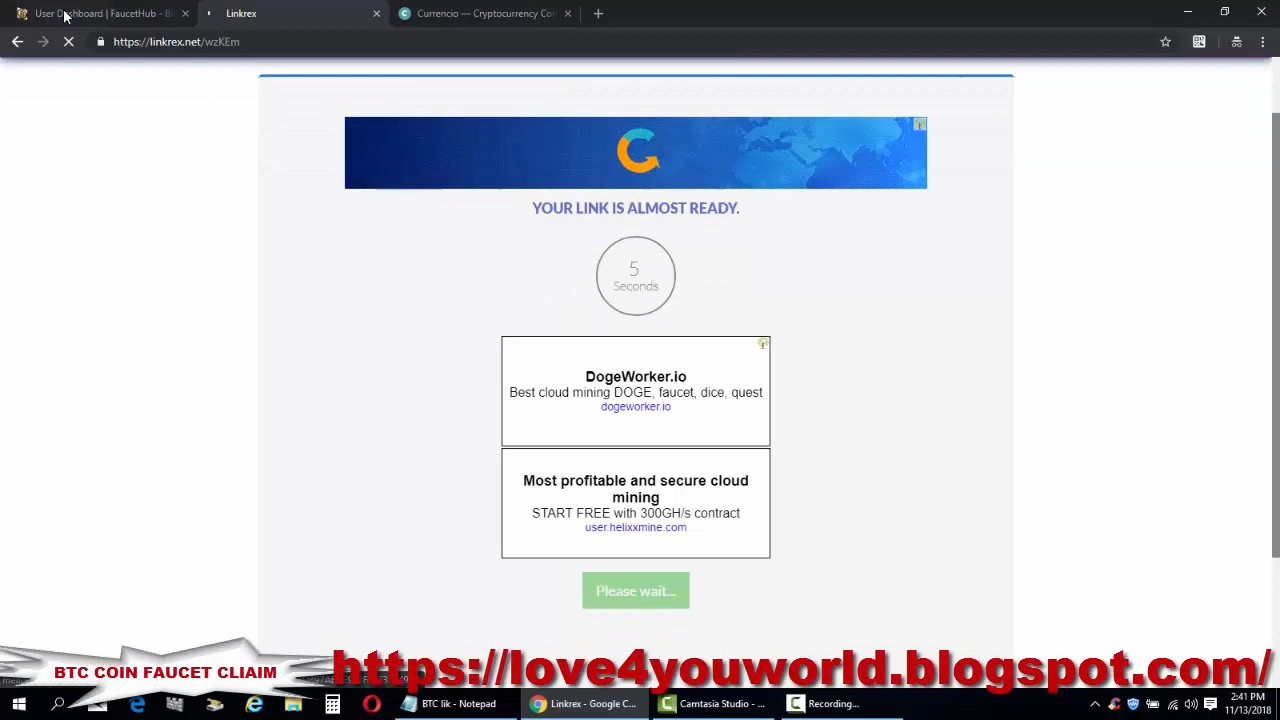 User Dashboard | FaucetHub - B
Linkrex
Currencio — Cryptocurrency Con
https://linkrex.net/wzKEm
YOUR LINK IS ALMOST READY.
5
Seconds
DogeWorker.io
Best cloud mining DOGE, faucet, dice, quest
dogeworker.io
Most profitable and secure cloud
mining
START FREE with 300GH/s contract
user.helixxmine.com
Please wait...
BTC COIN FAUCET CLIAIM
https://love4youworld.blogspot.com/
BTC lik - Notepad
Linkrex - Google C...
Camtasia Studio - ...
Recording...
2:41 PM
11/13/2018